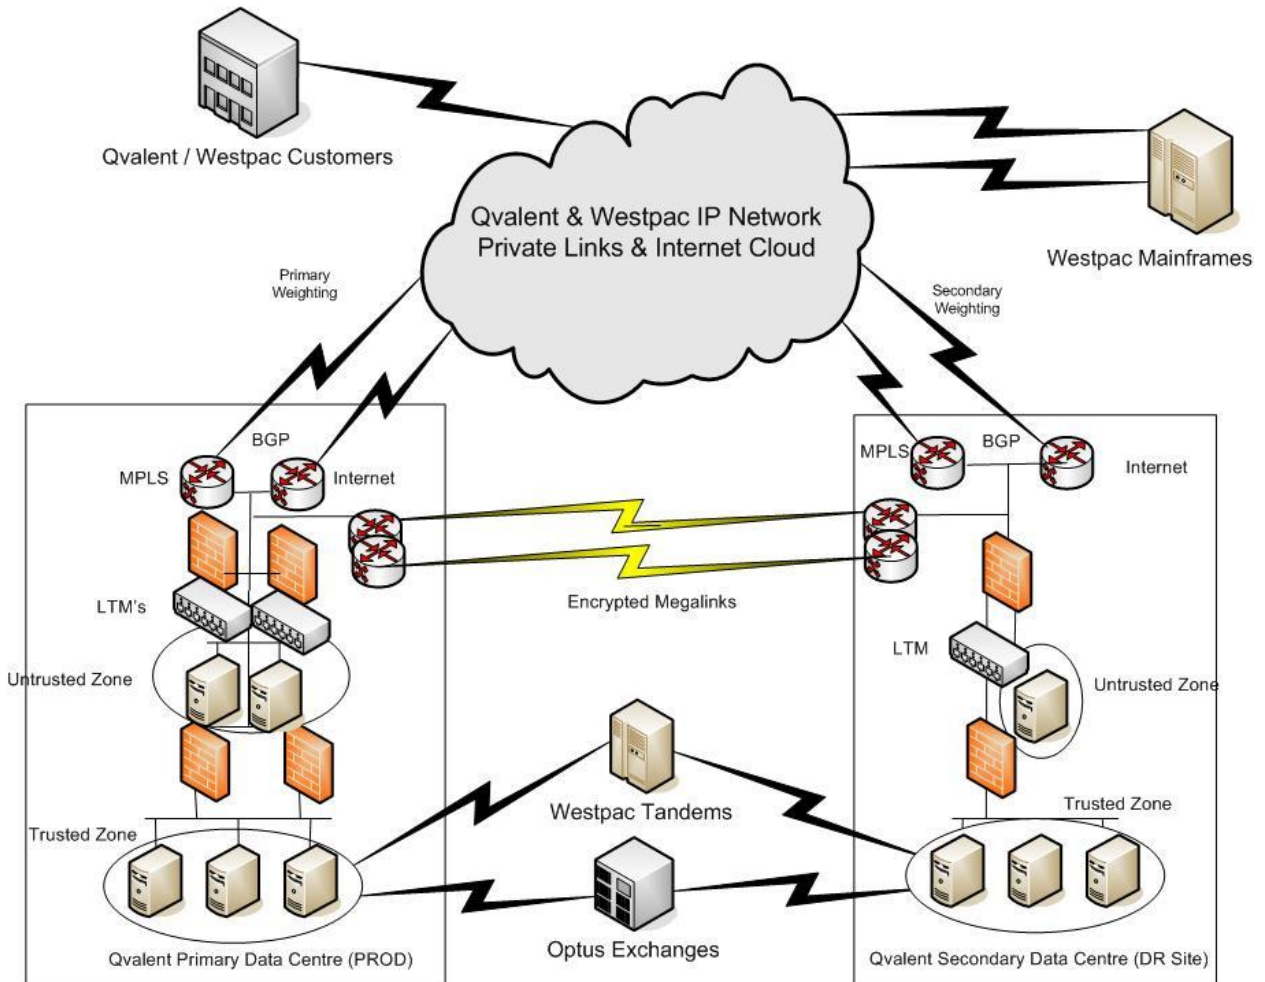 Qvalent / Westpac Customers
Qvalent & Westpac IP Network
Private Links & Internet Cloud
Westpac Mainframes
Primary
Weighting
Secondary
Weighting
BGP
MPLS
Internet
BGP
MPLS
Internet
LTM's
Encrypted Megalinks
LTM
Untrusted Zone
Untrusted Zone
Westpac Tandems
Trusted Zone
Trusted Zone
Optus Exchanges
Qvalent Primary Data Centre (PROD)
Qvalent Secondary Data Centre (DR Site)